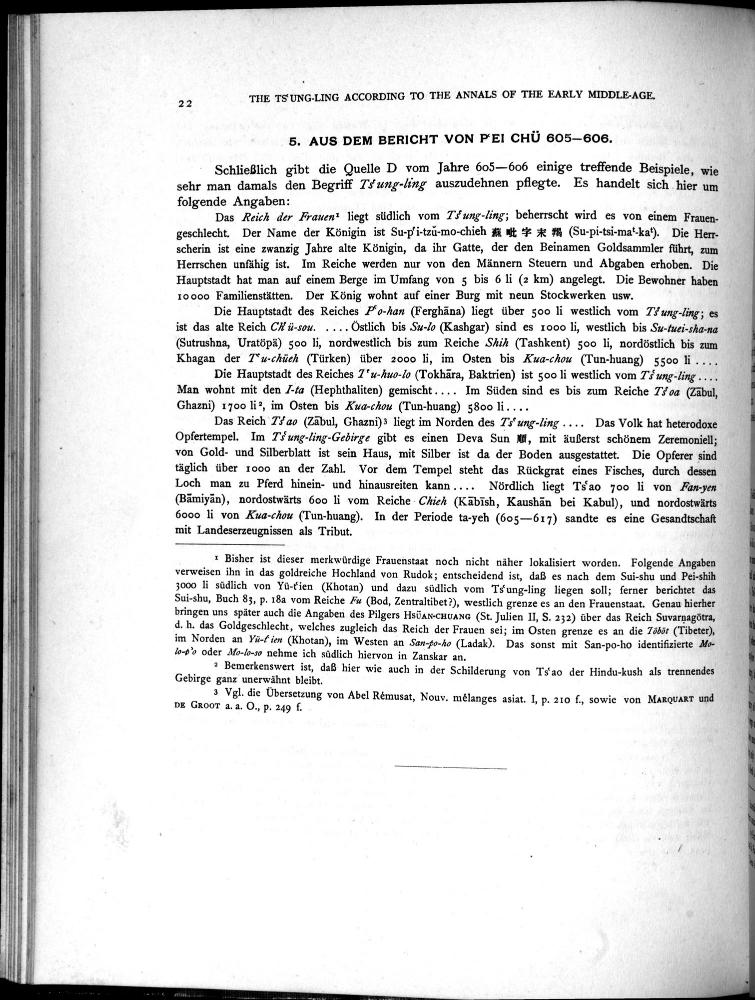 22
THE TS'UNG-LING ACCORDING TO THE ANNALS OF THE EARLY MIDDLE-AGE.
5. AUS DEM BERICHT VON P'EI CHÜ 605—606.
Schließlich gibt die Quelle D vom Jahre 605—606 einige treffende Beispiele, wie
sehr man damals den Begriff Ts'ung-ling auszudehnen pflegte. Es handelt sich hier um
folgende Angaben:
Das Reich der Frauen¹ liegt südlich vom Ts'ung-ling; beherrscht wird es von einem Frauen-
geschlecht. Der Name der Königin ist Su-p'i-tzŭ-mo-chieh 蘇毗字末羯 (Su-pi-tsi-maᵗ-kaᵗ). Die Herr-
scherin ist eine zwanzig Jahre alte Königin, da ihr Gatte, der den Beinamen Goldsammler führt, zum
Herrschen unfähig ist. Im Reiche werden nur von den Männern Steuern und Abgaben erhoben. Die
Hauptstadt hat man auf einem Berge im Umfang von 5 bis 6 li (2 km) angelegt. Die Bewohner haben
10000 Familienstätten. Der König wohnt auf einer Burg mit neun Stockwerken usw.
Die Hauptstadt des Reiches P'o-han (Ferghāna) liegt über 500 li westlich vom Ts'ung-ling; es
ist das alte Reich Ch'ü-sou. .... Östlich bis Su-lo (Kashgar) sind es 1000 li, westlich bis Su-tuei-sha-na
(Sutrushna, Uratöpä) 500 li, nordwestlich bis zum Reiche Shih (Tashkent) 500 li, nordöstlich bis zum
Khagan der T'u-chüeh (Türken) über 2000 li, im Osten bis Kua-chou (Tun-huang) 5500 li ....
Die Hauptstadt des Reiches T'u-huo-lo (Tokhāra, Baktrien) ist 500 li westlich vom Ts'ung-ling ....
Man wohnt mit den I-ta (Hephthaliten) gemischt .... Im Süden sind es bis zum Reiche Ts'oa (Zābul,
Ghazni) 1700 li², im Osten bis Kua-chou (Tun-huang) 5800 li ....
Das Reich Ts'ao (Zābul, Ghazni)³ liegt im Norden des Ts'ung-ling .... Das Volk hat heterodoxe
Opfertempel. Im Ts'ung-ling-Gebirge gibt es einen Deva Sun 順, mit äußerst schönem Zeremoniell;
von Gold- und Silberblatt ist sein Haus, mit Silber ist da der Boden ausgestattet. Die Opferer sind
täglich über 1000 an der Zahl. Vor dem Tempel steht das Rückgrat eines Fisches, durch dessen
Loch man zu Pferd hinein- und hinausreiten kann .... Nördlich liegt Ts'ao 700 li von Fan-yen
(Bāmiyān), nordostwärts 600 li vom Reiche Chieh (Kābīsh, Kaushān bei Kabul), und nordostwärts
6000 li von Kua-chou (Tun-huang). In der Periode ta-yeh (605—617) sandte es eine Gesandtschaft
mit Landeserzeugnissen als Tribut.
¹ Bisher ist dieser merkwürdige Frauenstaat noch nicht näher lokalisiert worden. Folgende Angaben
verweisen ihn in das goldreiche Hochland von Rudok; entscheidend ist, daß es nach dem Sui-shu und Pei-shih
3000 li südlich von Yü-t'ien (Khotan) und dazu südlich vom Ts'ung-ling liegen soll; ferner berichtet das
Sui-shu, Buch 83, p. 18a vom Reiche Fu (Bod, Zentraltibet?), westlich grenze es an den Frauenstaat. Genau hierher
bringen uns später auch die Angaben des Pilgers HSÜAN-CHUANG (St. Julien II, S. 232) über das Reich Suvarṇagōtra,
d. h. das Goldgeschlecht, welches zugleich das Reich der Frauen sei; im Osten grenze es an die Töböt (Tibeter),
im Norden an Yü-t'ien (Khotan), im Westen an San-po-ho (Ladak). Das sonst mit San-po-ho identifizierte Mo-
lo-p'o oder Mo-lo-so nehme ich südlich hiervon in Zanskar an.
² Bemerkenswert ist, daß hier wie auch in der Schilderung von Ts'ao der Hindu-kush als trennendes
Gebirge ganz unerwähnt bleibt.
³ Vgl. die Übersetzung von Abel Rémusat, Nouv. mélanges asiat. I, p. 210 f., sowie von MARQUART und
DE GROOT a. a. O., p. 249 f.